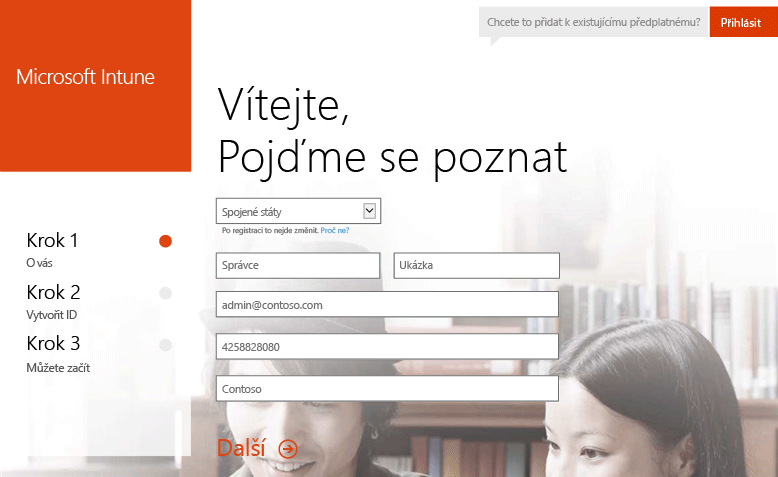 Chcete to přidat k existujícímu předplatnému?
Přihlásit
Microsoft Intune
Vítejte,
Pojďme se poznat
Spojené státy
Po registraci to nejde změnit. Proč ne?
Krok 1
O vás
Krok 2
Vytvořit ID
Krok 3
Můžete začít
Správce
Ukázka
admin@contoso.com
4258828080
Contoso
Další